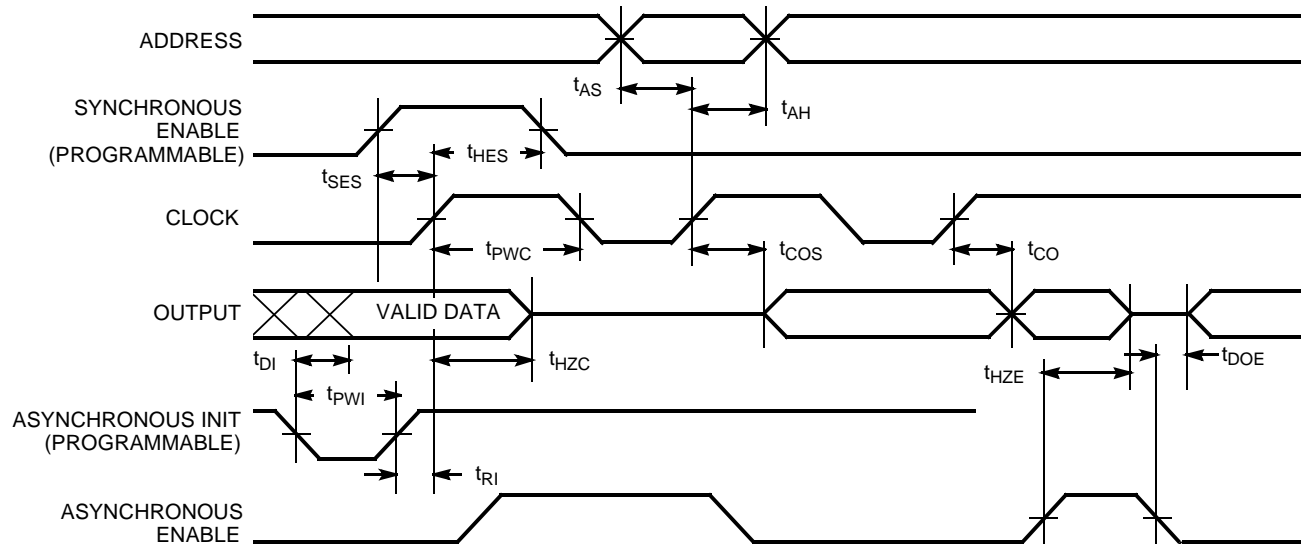 ADDRESS
tAS
tAH
SYNCHRONOUS
ENABLE
(PROGRAMMABLE)
tHES
tSES
CLOCK
tPWC
tCOS
tCO
OUTPUT
VALID DATA
tDI
tHZC
tHZE
tDOE
tPWI
ASYNCHRONOUS INIT
(PROGRAMMABLE)
tRI
ASYNCHRONOUS
ENABLE